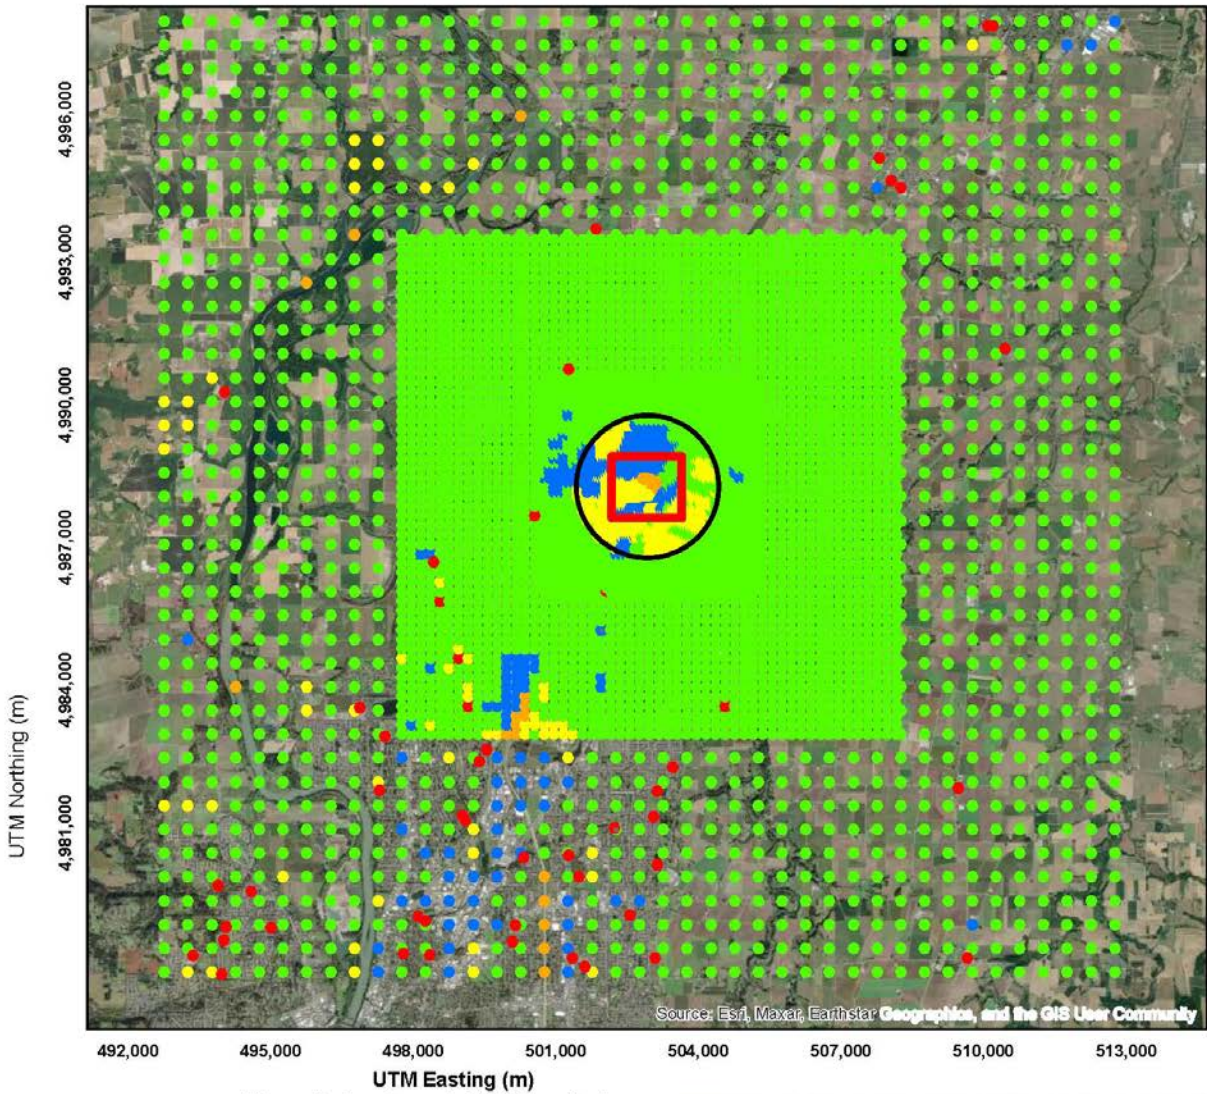 4,996,000
4,993,000
4,990,000
4,987,000
4,984,000
4,981,000
UTM Northing (m)
Source: Esri, Maxar, Earthstar Geographics, and the GIS User Community
492,000 495,000 498,000 501,000 504,000 507,000 510,000 513,000
UTM Easting (m)